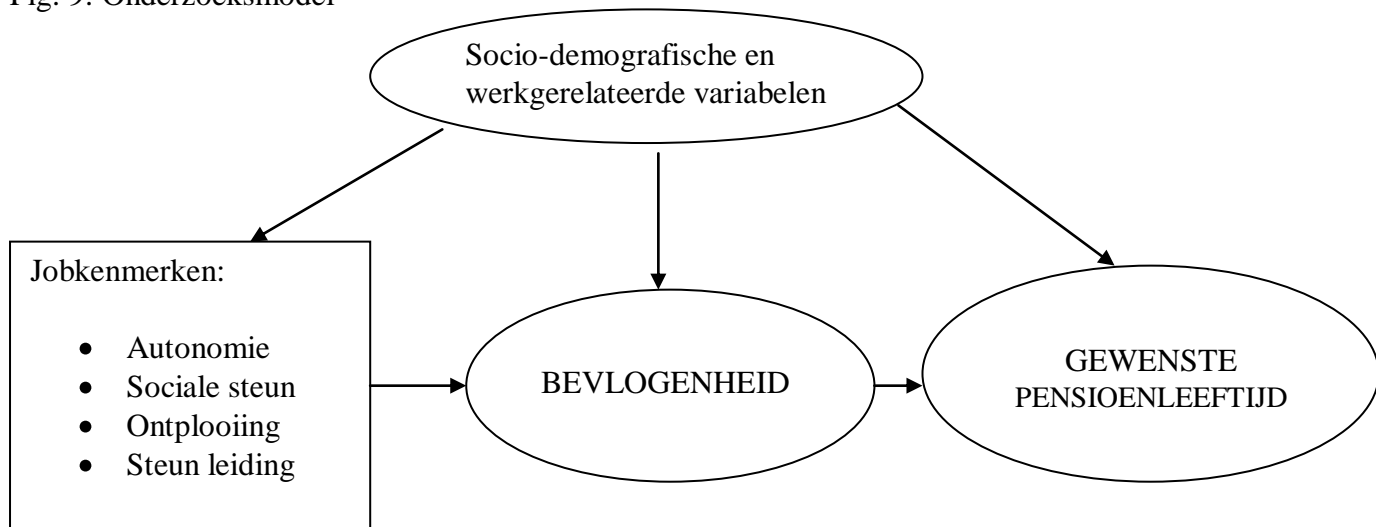 Fig. 9: Onderzoeksmodel
Socio-demografische en
werkgerelateerde variabelen
Jobkenmerken:
• Autonomie
• Sociale steun
• Ontplooiing
• Steun leiding
BEVLOGENHEID
GEWENSTE
PENSIOENLEEFTIJD